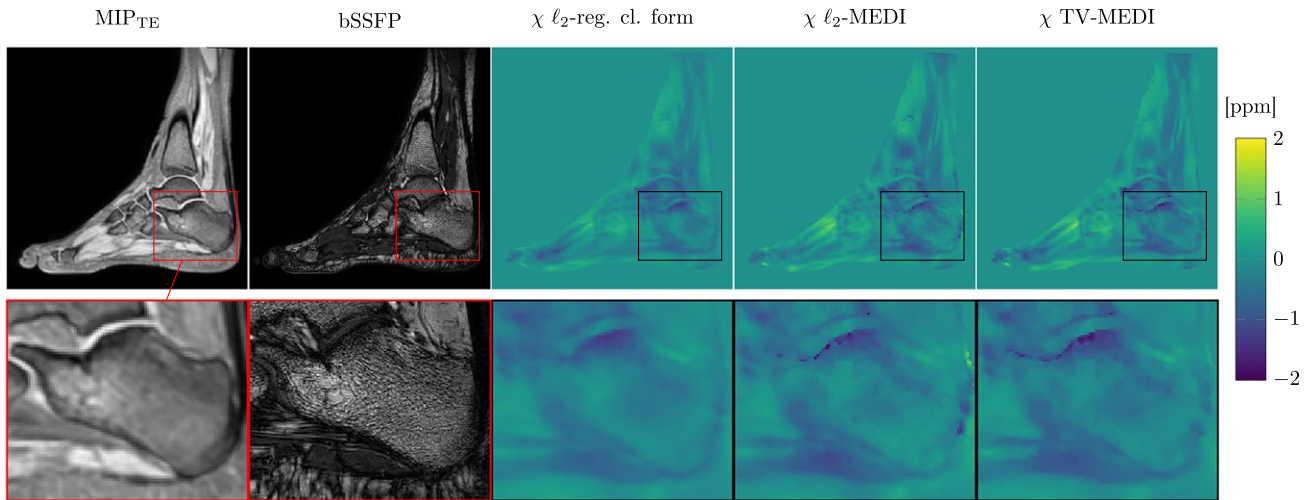 MIP_TE
bSSFP
χ ℓ₂-reg. cl. form
χ ℓ₂-MEDI
χ TV-MEDI
[ppm]
2
1
0
−1
−2